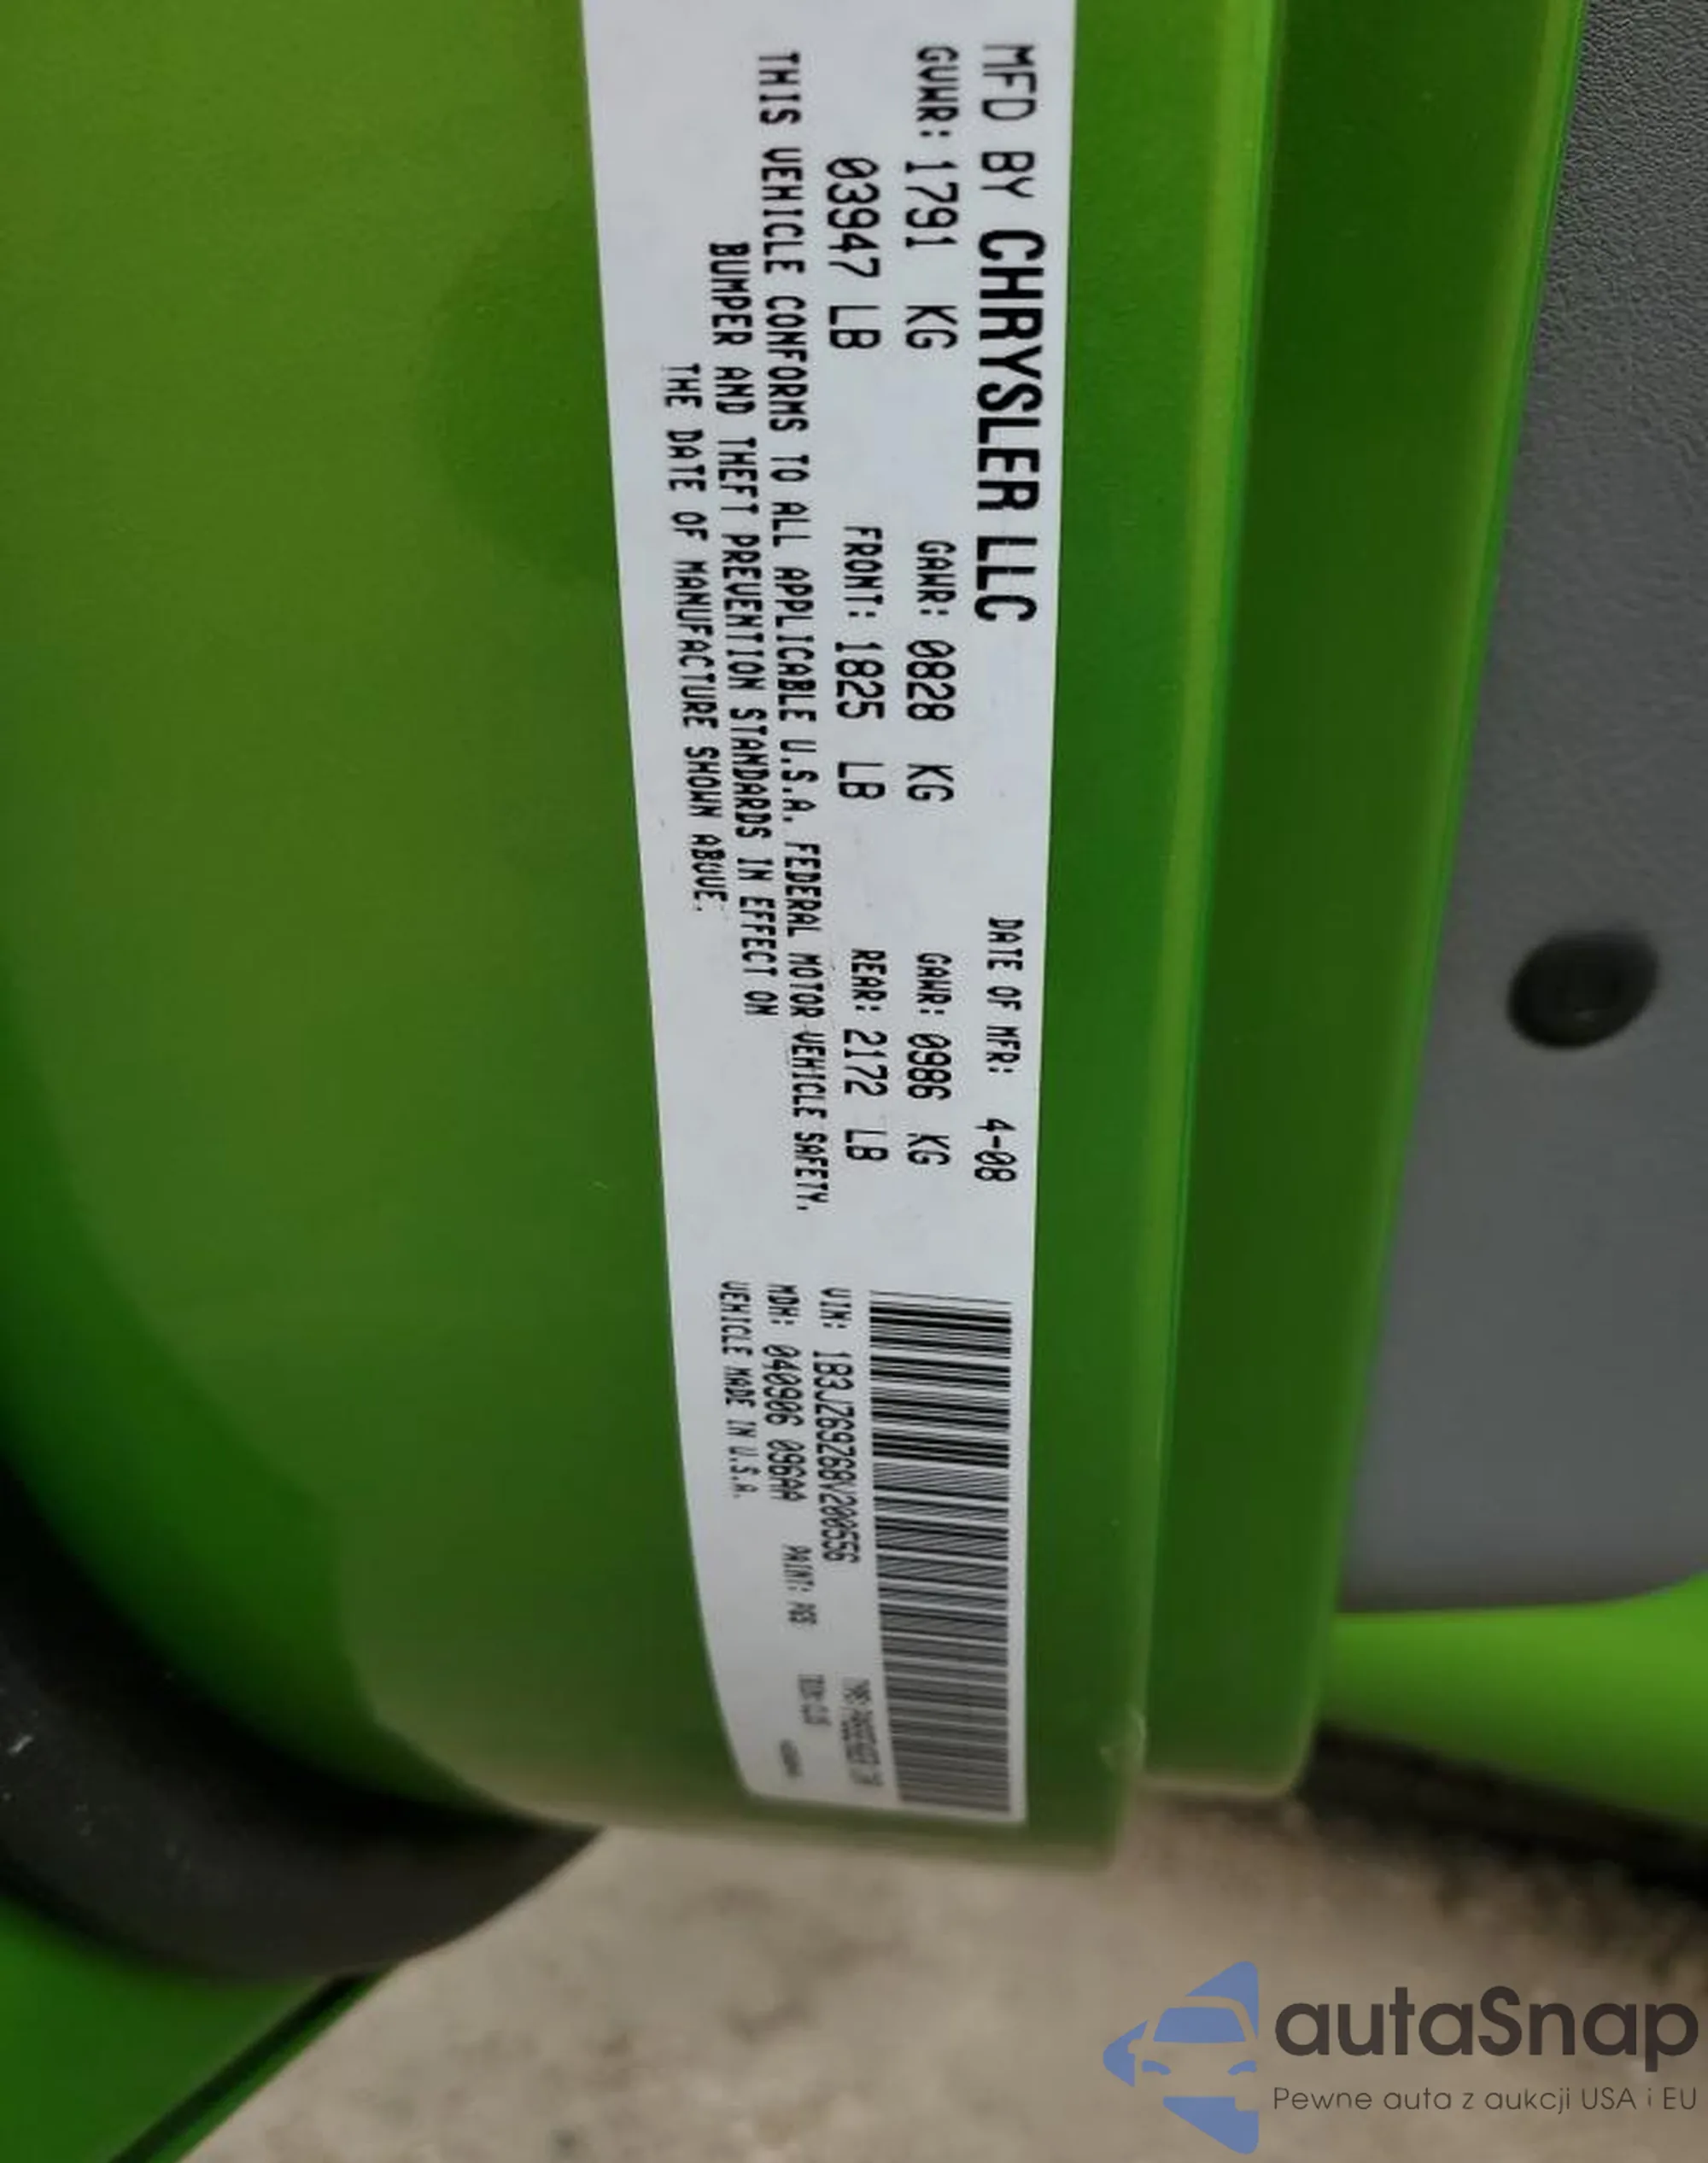 MFD BY CHRYSLER LLC DATE OF MFR: 4-08
GVWR: 1791 KG GAWR: 0828 KG GAWR: 0986 KG
03947 LB FRONT: 1825 LB REAR: 2172 LB
THIS VEHICLE CONFORMS TO ALL APPLICABLE U.S.A. FEDERAL MOTOR VEHICLE SAFETY,
BUMPER AND THEFT PREVENTION STANDARDS IN EFFECT ON
THE DATE OF MANUFACTURE SHOWN ABOVE.
VIN: 1B3JZ69Z68V200556
MDH: 040906 096AA PAINT:
VEHICLE MADE IN U.S.A.
autaSnap
Pewne auta z aukcji USA i EU